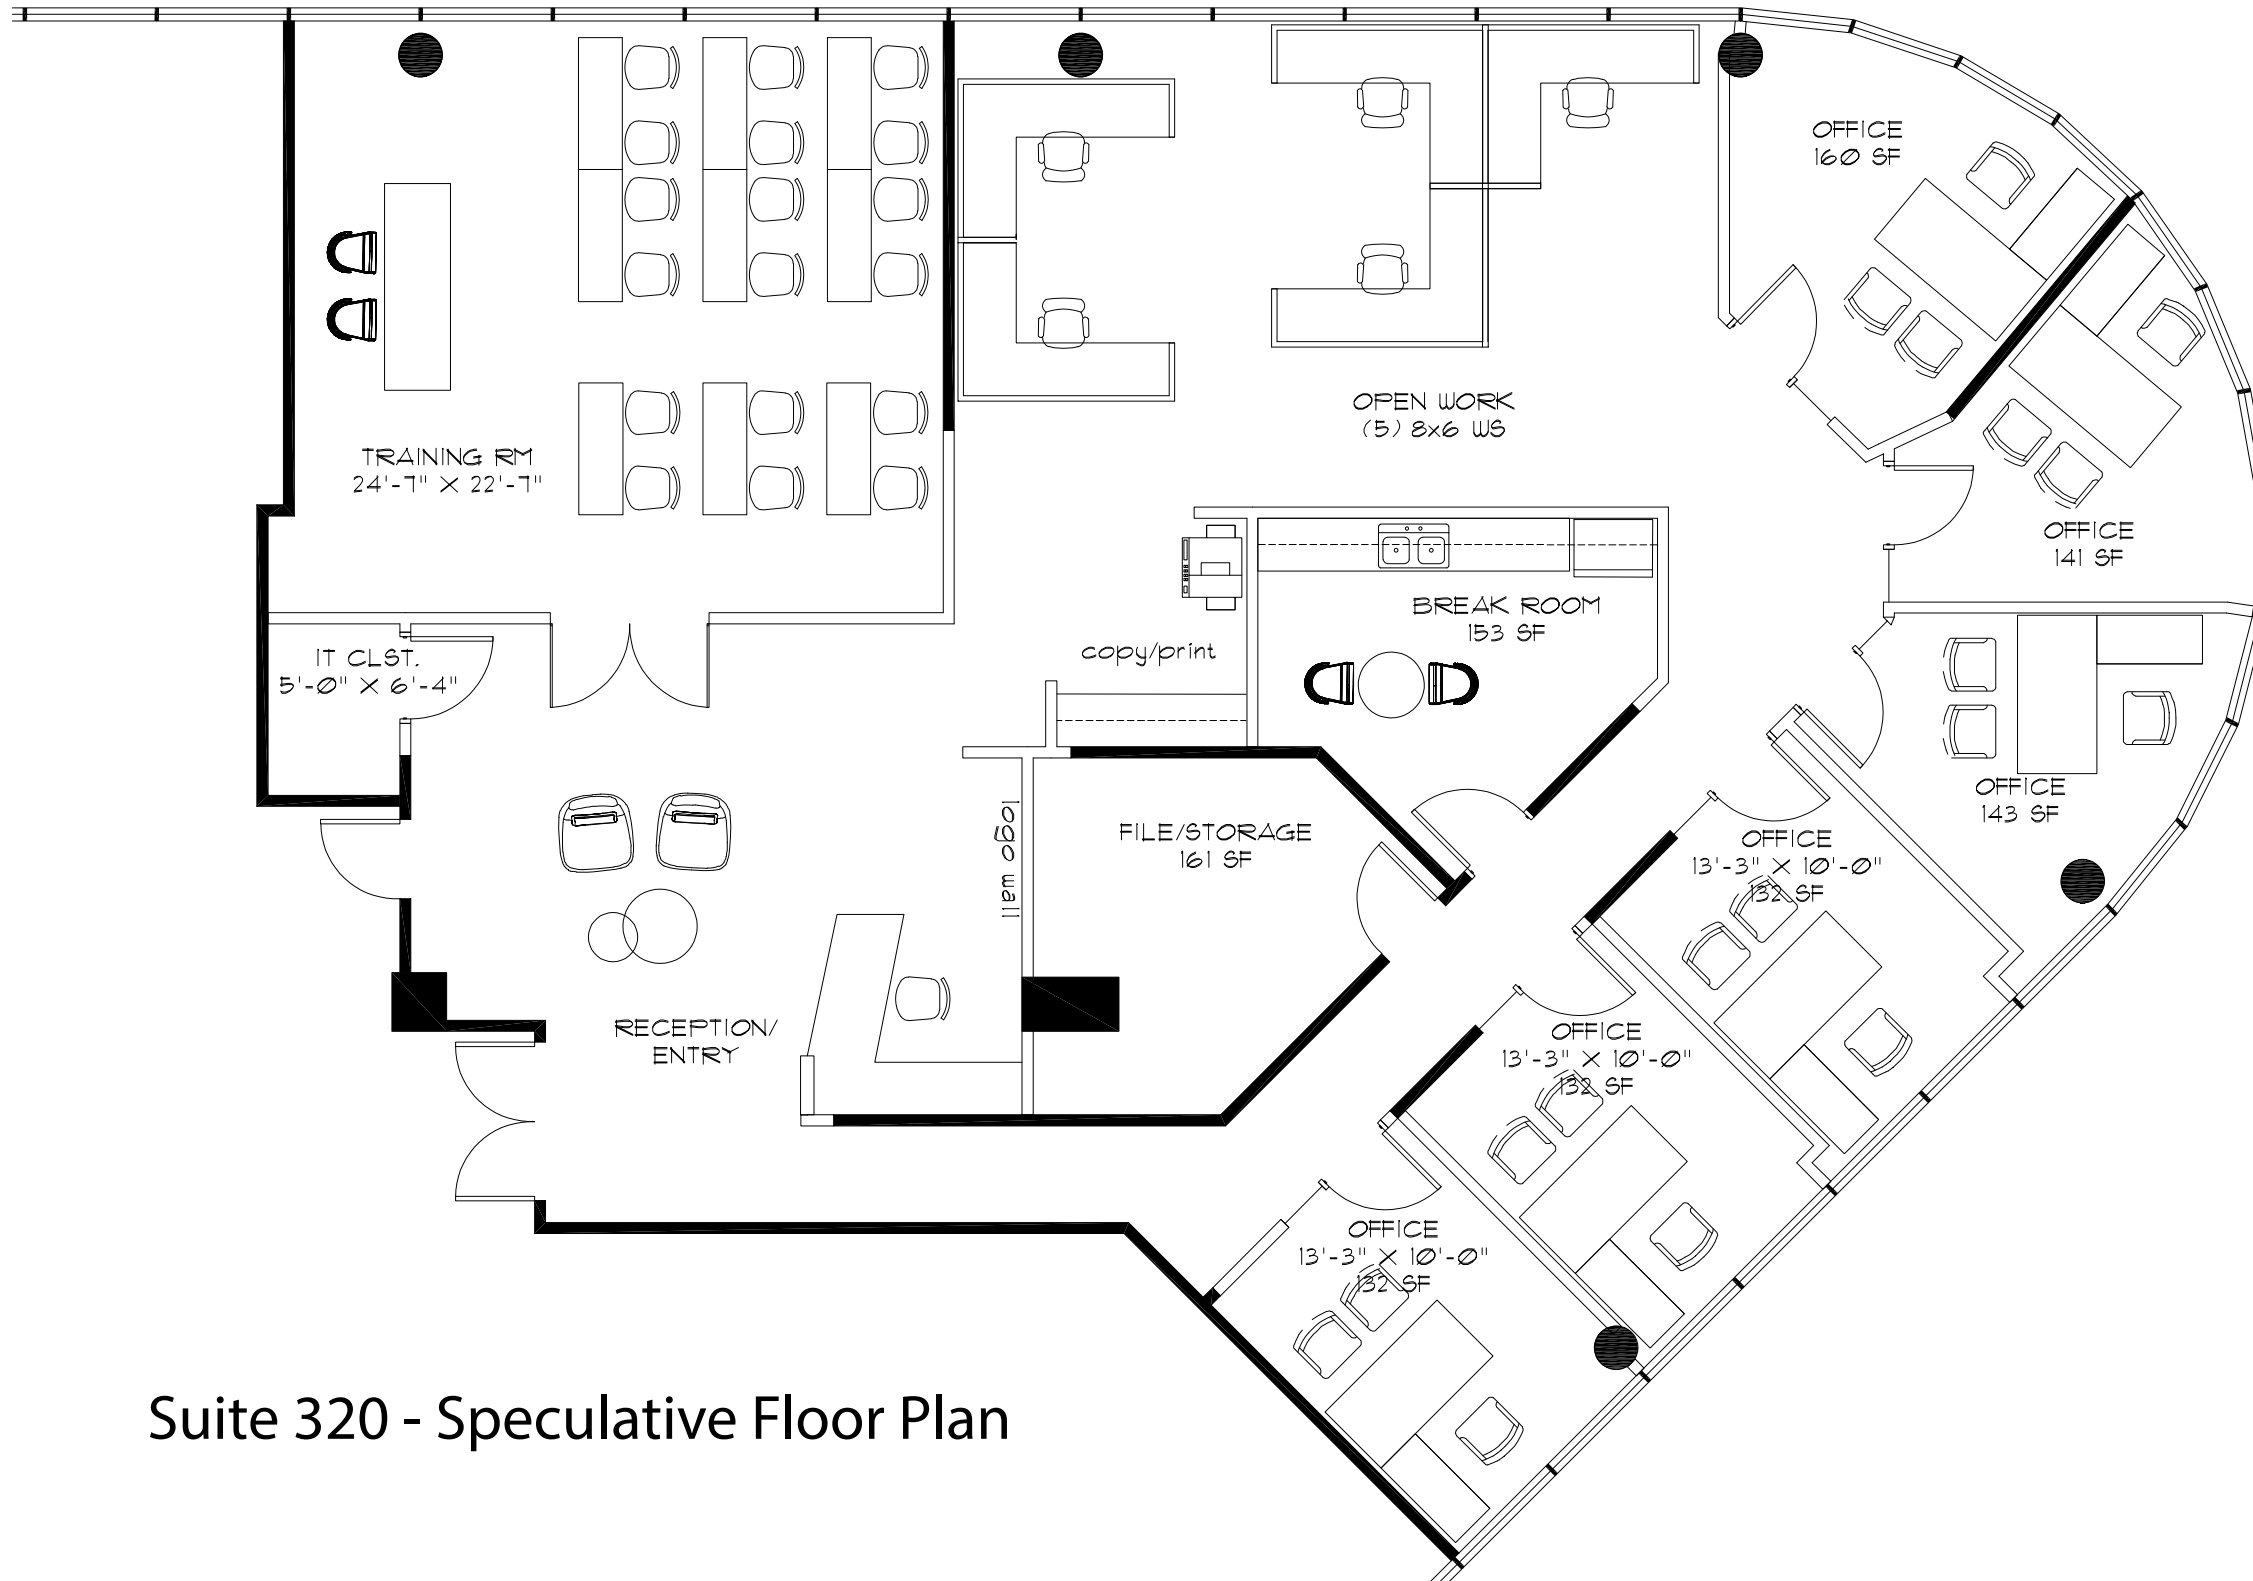 OFFICE
160 SF
OPEN WORK
(5) 8x6 WS
TRAINING RM
24'-7" X 22'-7"
OFFICE
141 SF
BREAK ROOM
153 SF
copy/print
IT CLST.
5'-0" X 6'-4"
OFFICE
143 SF
logo wall
FILE/STORAGE
161 SF
OFFICE
13'-3" X 10'-0"
132 SF
RECEPTION/
ENTRY
OFFICE
13'-3" X 10'-0"
132 SF
OFFICE
13'-3" X 10'-0"
132 SF
Suite 320 - Speculative Floor Plan